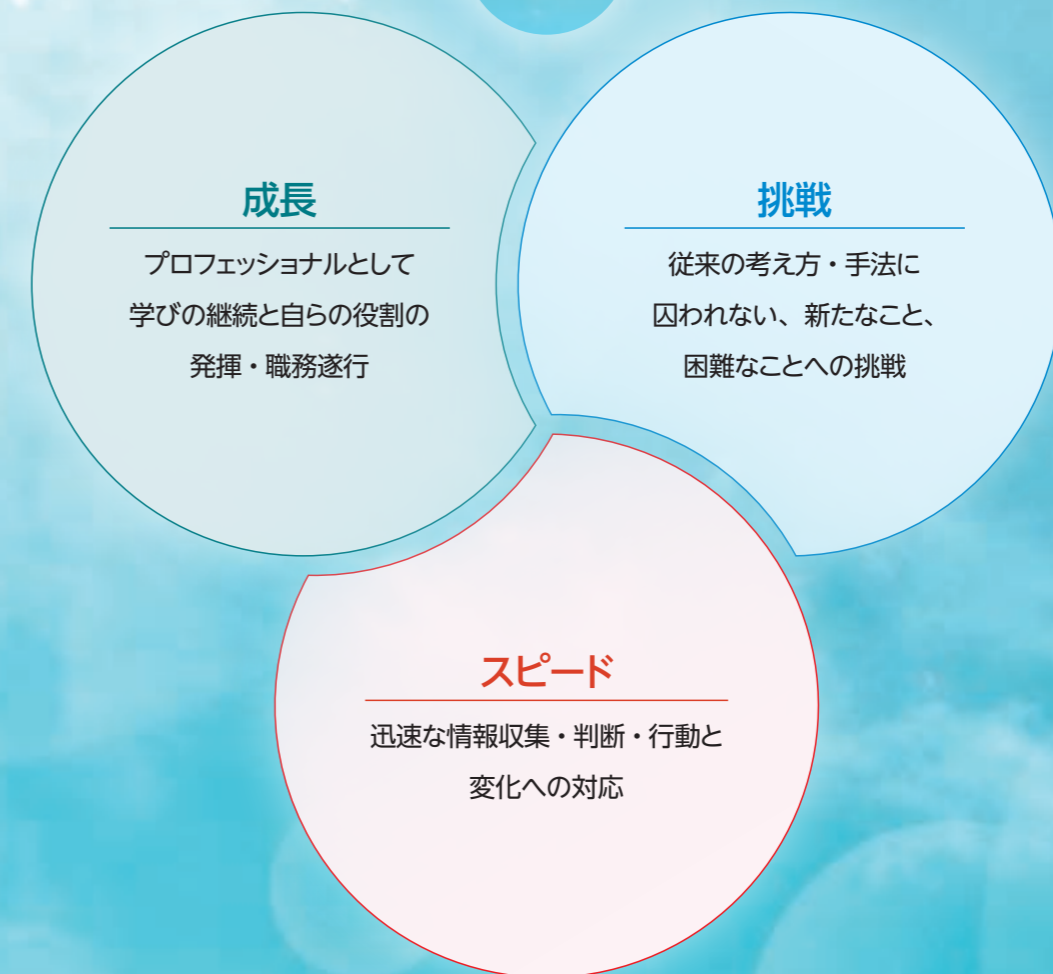 成長
プロフェッショナルとして
学びの継続と自らの役割の
発揮・職務遂行
挑戦
従来の考え方・手法に
囚われない、新たなこと、
困難なことへの挑戦
スピード
迅速な情報収集・判断・行動と
変化への対応